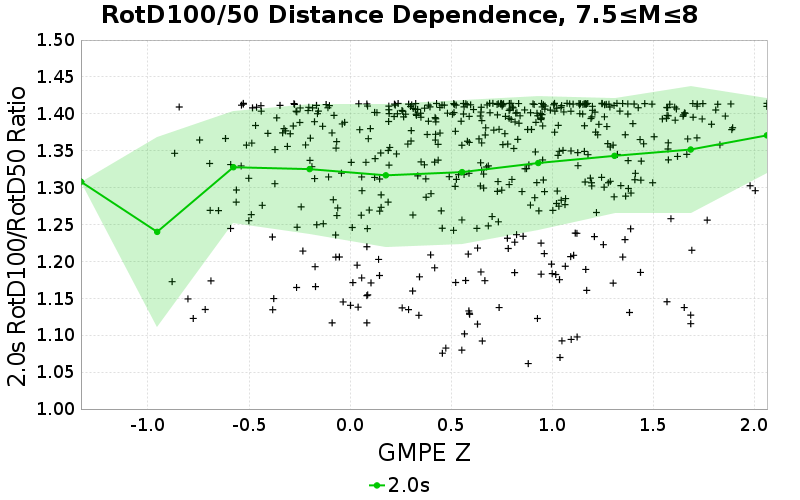 RotD100/50 Distance Dependence, 7.5≤M≤8
2.0s RotD100/RotD50 Ratio
1.50
1.45
1.40
1.35
1.30
1.25
1.20
1.15
1.10
1.05
1.00
-1.0 -0.5 0.0 0.5 1.0 1.5 2.0
GMPE Z
2.0s